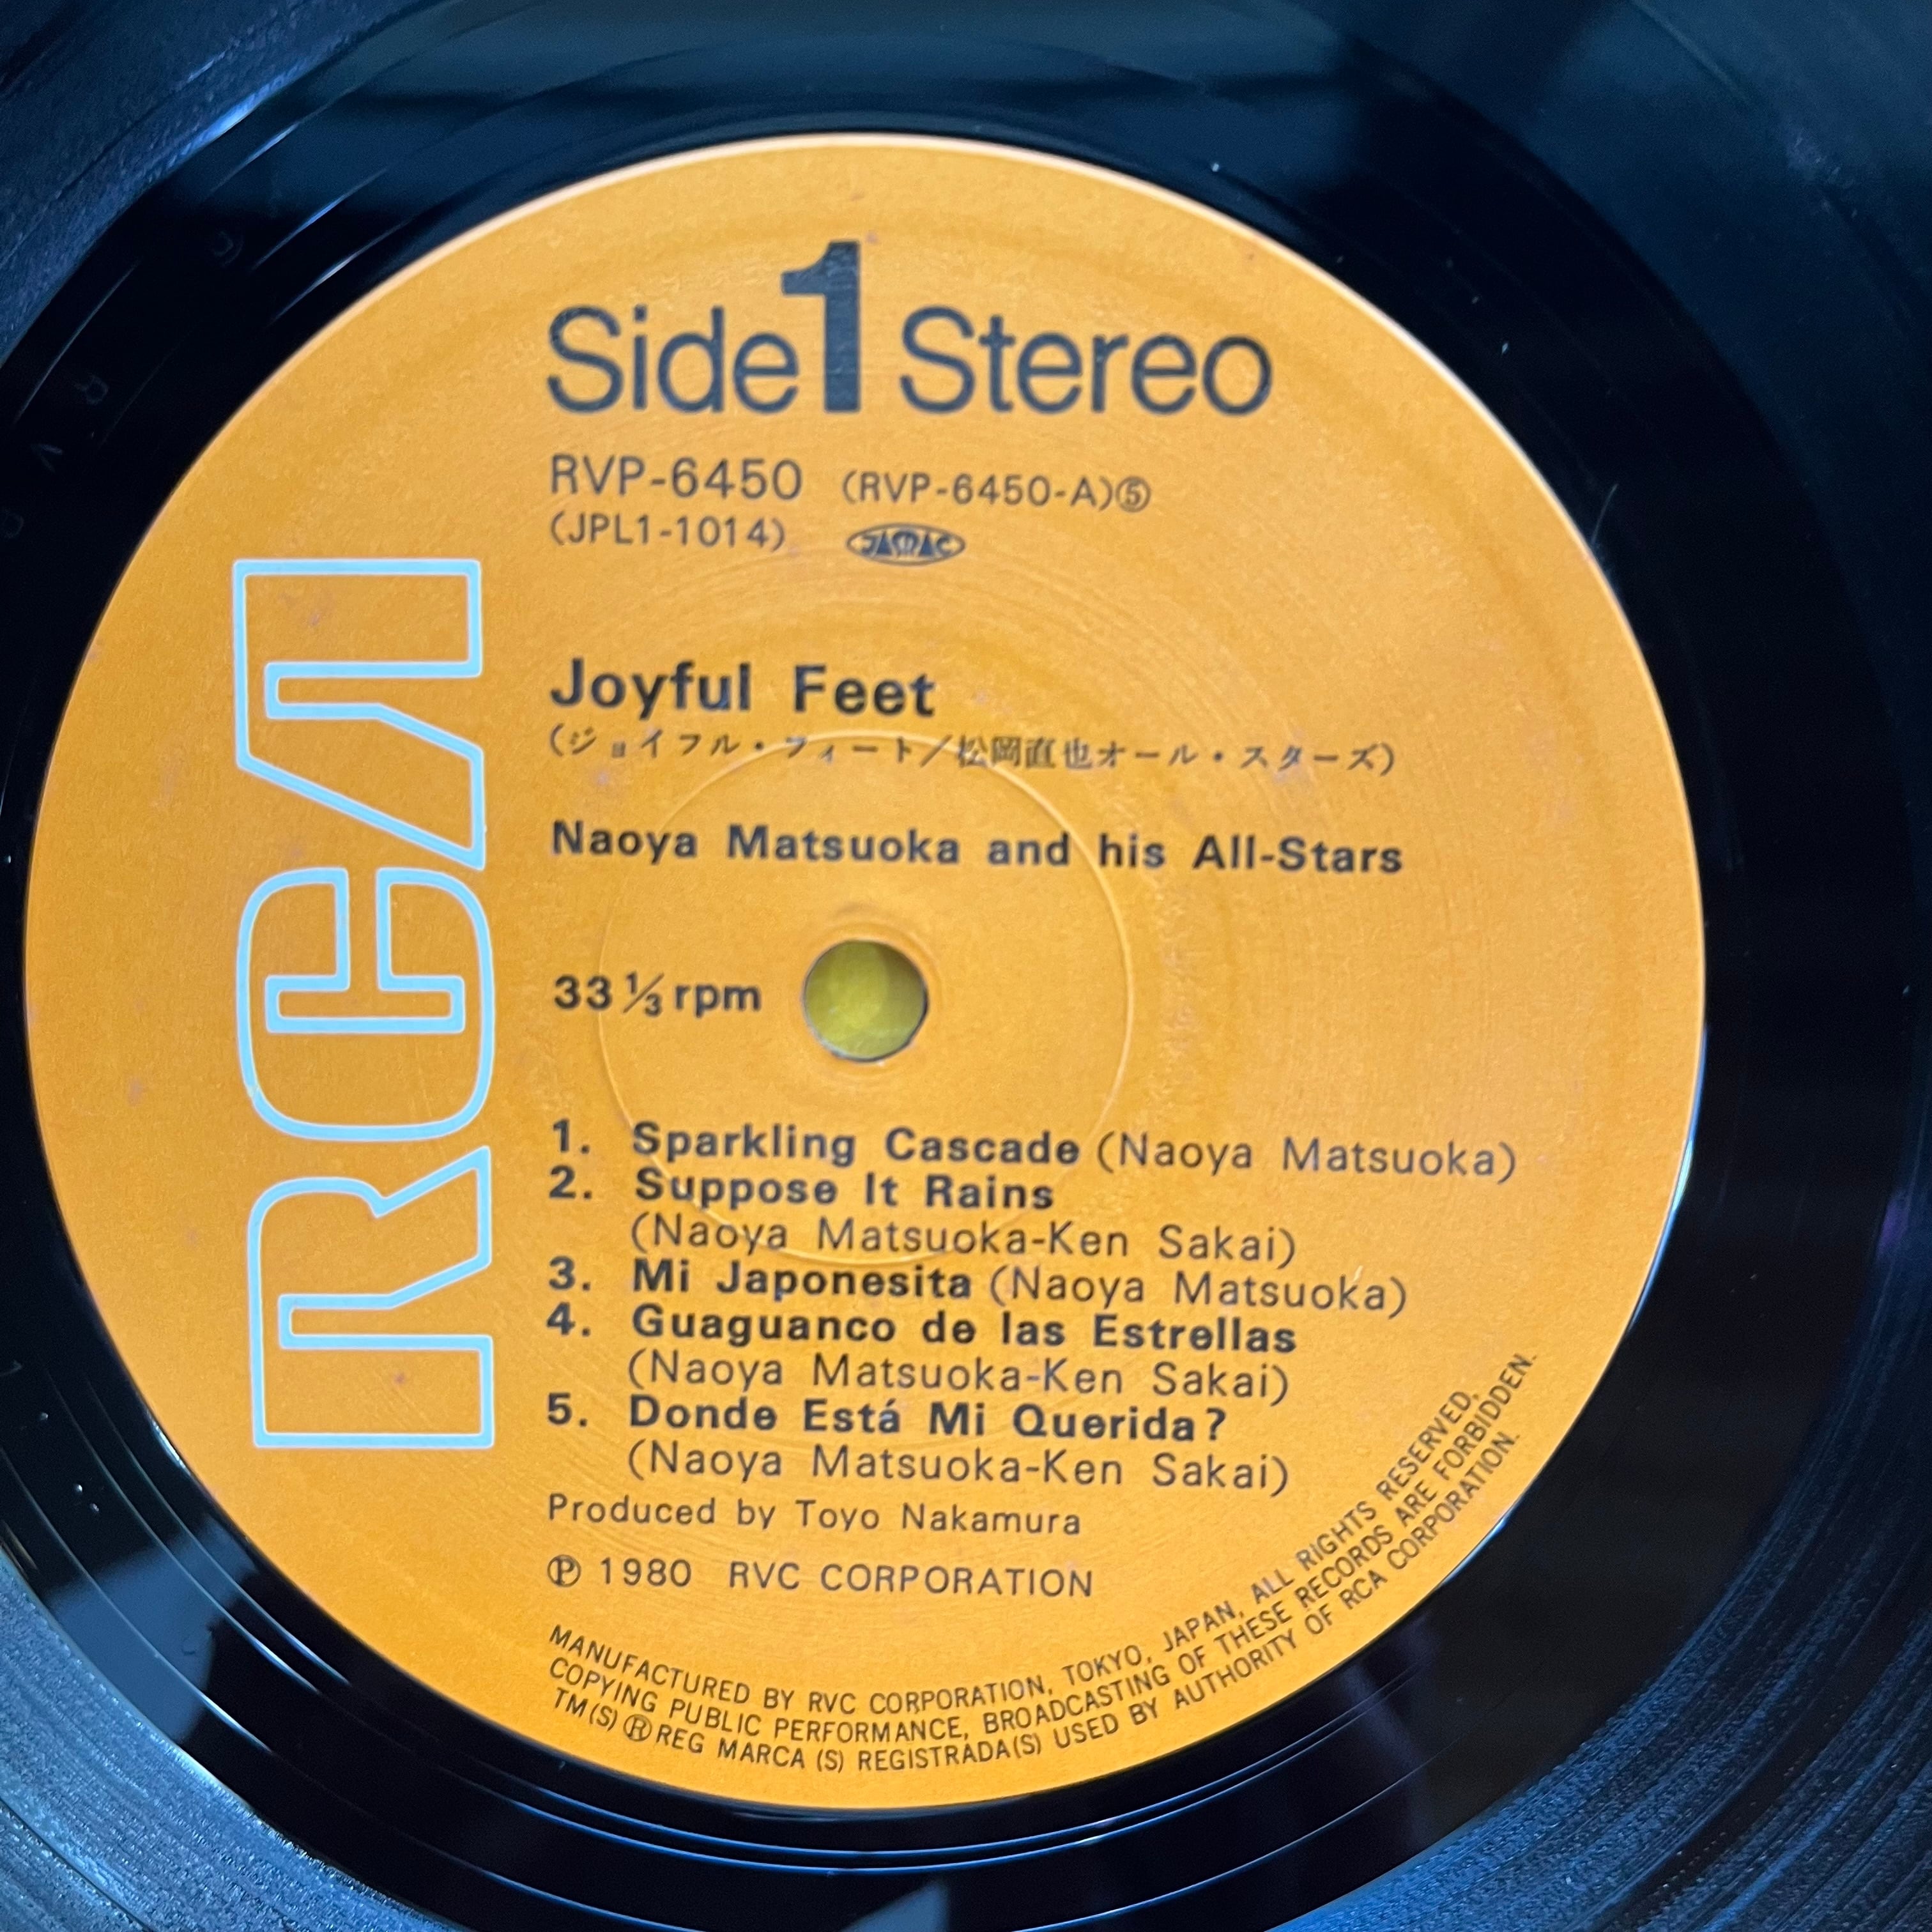 Side 1 Stereo
RVP-6450 (RVP-6450-A)⑤
(JPL1-1014) JASRAC
RCA
Joyful Feet
(ジョイフル・フィート/松岡直也オール・スターズ)
Naoya Matsuoka and his All-Stars
33 ⅓ rpm
1. Sparkling Cascade (Naoya Matsuoka)
2. Suppose It Rains
(Naoya Matsuoka-Ken Sakai)
3. Mi Japonesita (Naoya Matsuoka)
4. Guaguanco de las Estrellas
(Naoya Matsuoka-Ken Sakai)
5. Donde Está Mi Querida?
(Naoya Matsuoka-Ken Sakai)
Produced by Toyo Nakamura
℗ 1980 RVC CORPORATION
MANUFACTURED BY RVC CORPORATION, TOKYO, JAPAN, ALL RIGHTS RESERVED,
COPYING PUBLIC PERFORMANCE, BROADCASTING OF THESE RECORDS ARE FORBIDDEN.
TM(S) ® REG MARCA (S) REGISTRADA(S) USED BY AUTHORITY OF RCA CORPORATION.